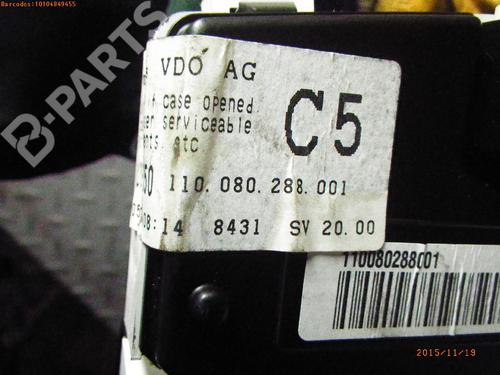 Barcodes:10104849455
B-PARTS
VDO AG
case opened
serviceable
etc
C5
50 110.080.288.001
:14 8431 SV 20.00
110080288001
2015/11/19